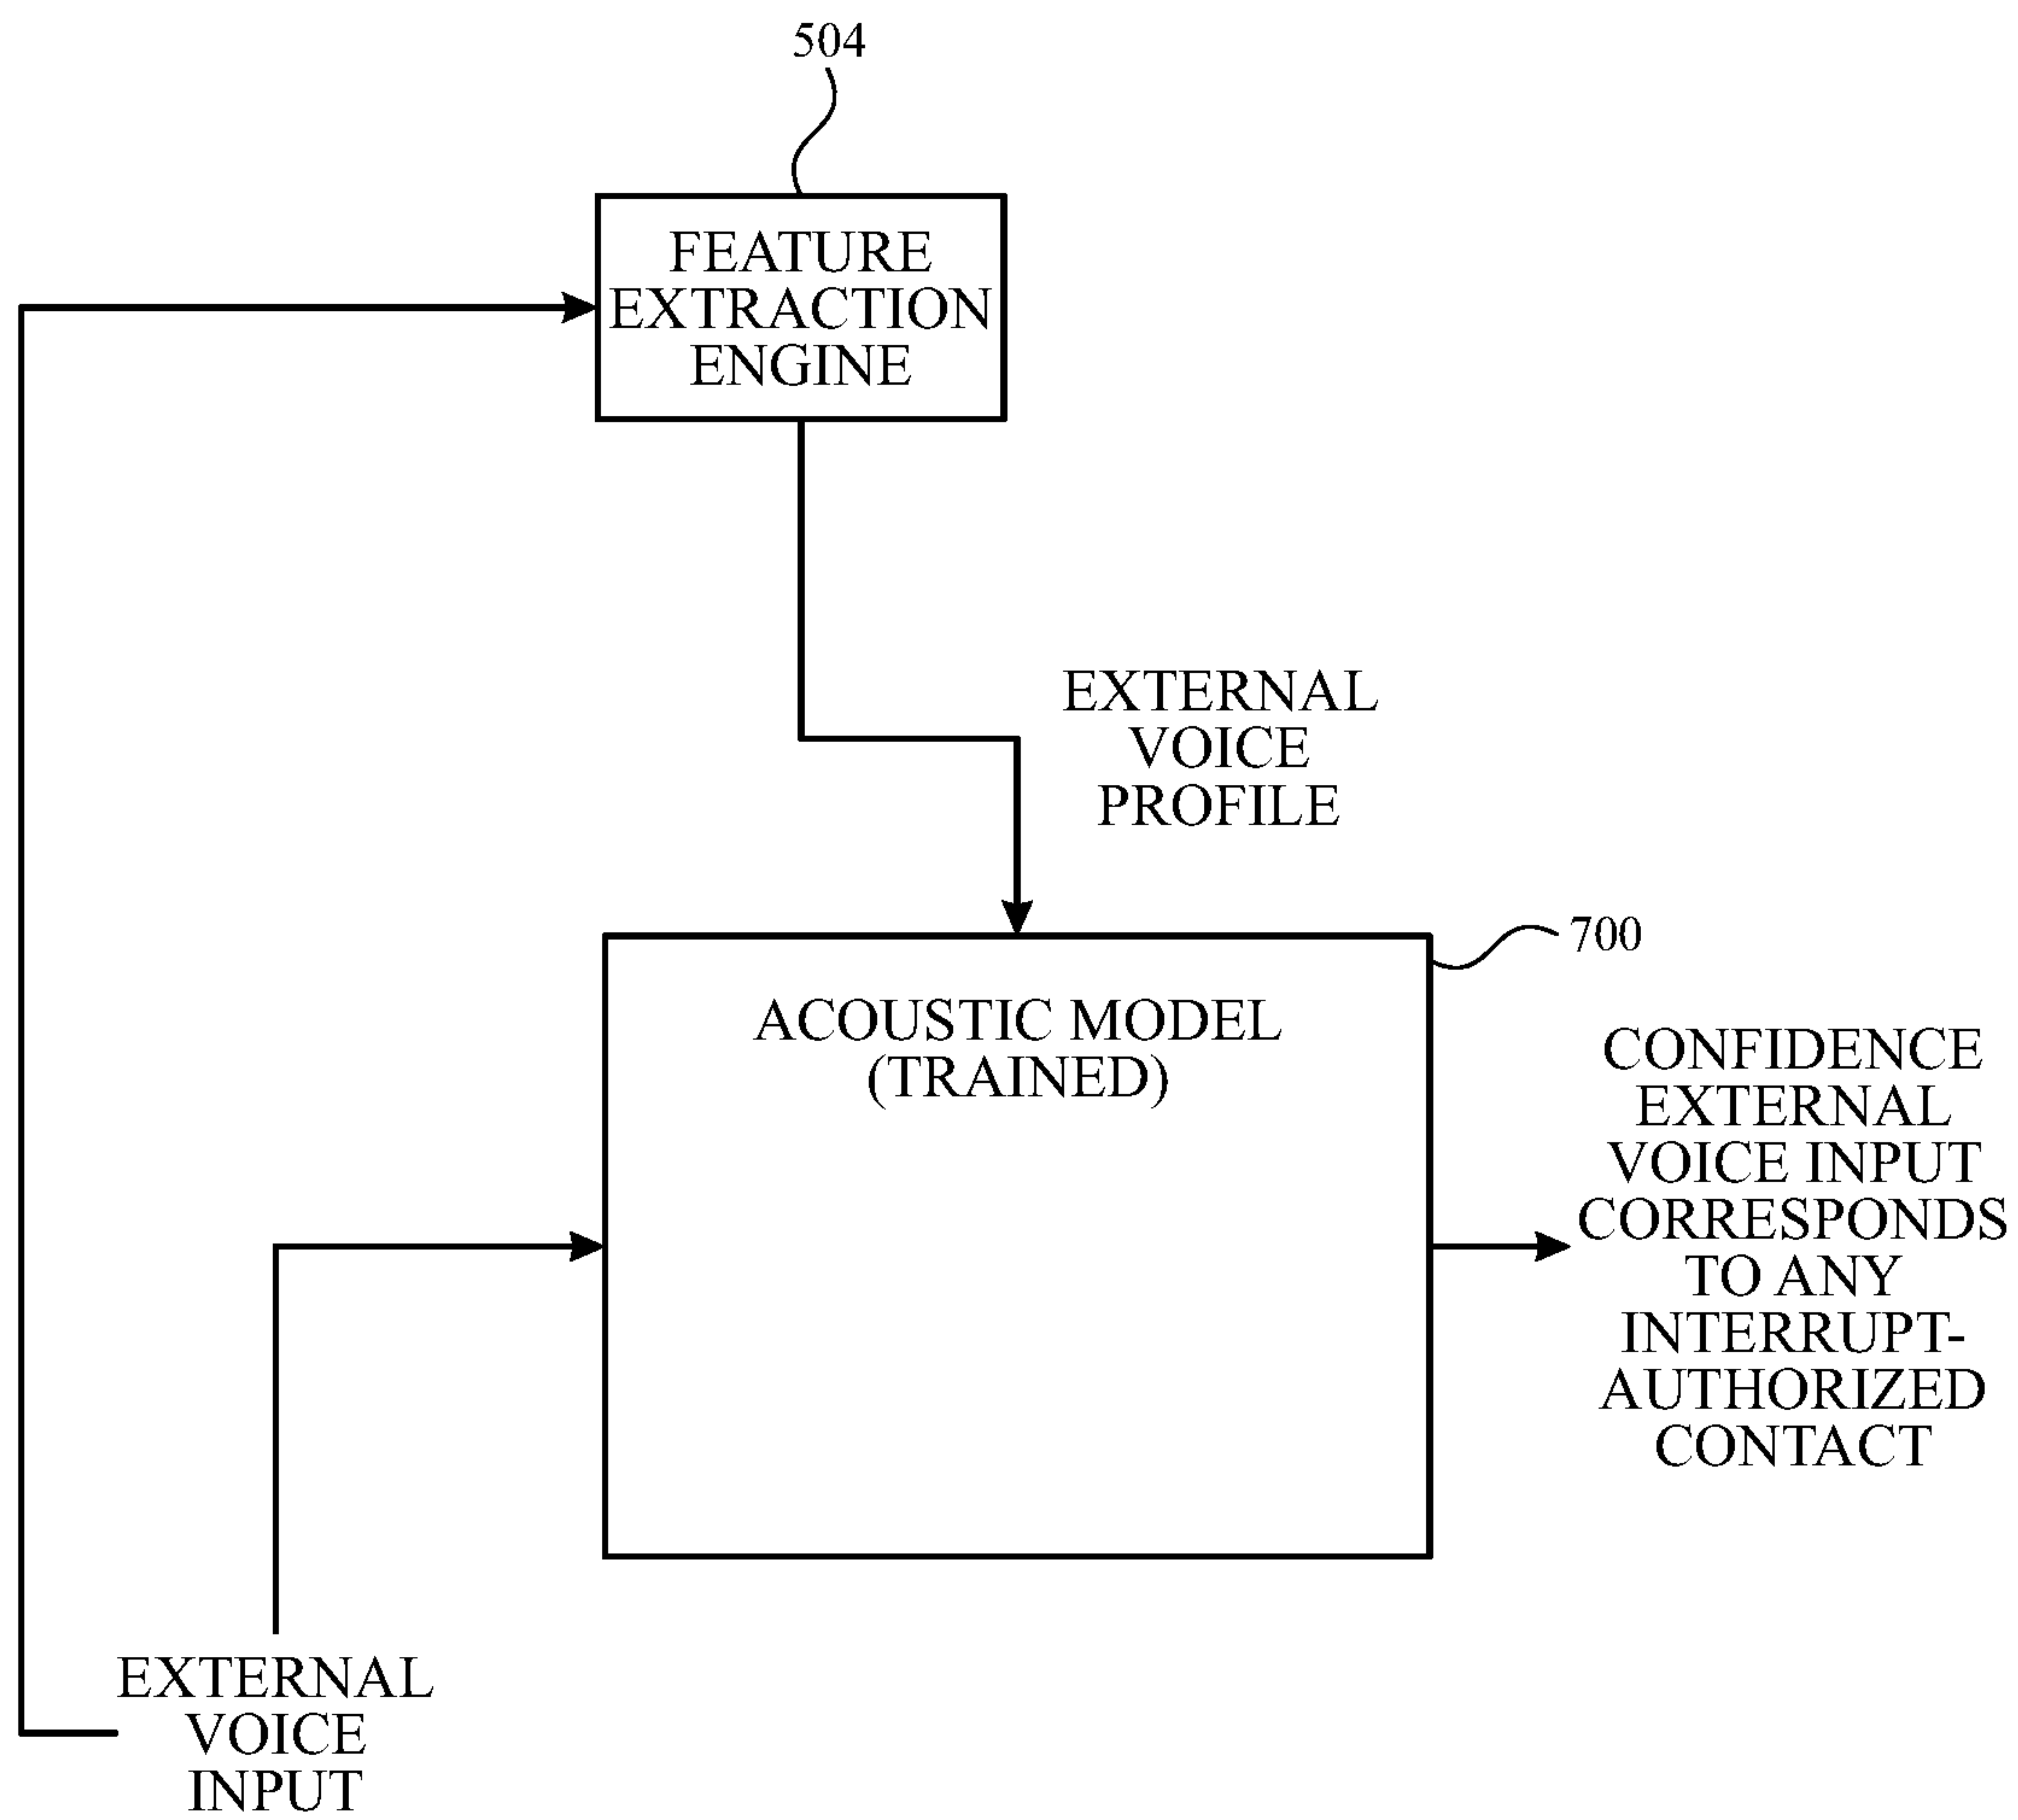 504
FEATURE
EXTRACTION
ENGINE
EXTERNAL
VOICE
PROFILE
700
ACOUSTIC MODEL
(TRAINED)
CONFIDENCE
EXTERNAL
VOICE INPUT
CORRESPONDS
TO ANY
INTERRUPT-
AUTHORIZED
CONTACT
EXTERNAL
VOICE
INPUT